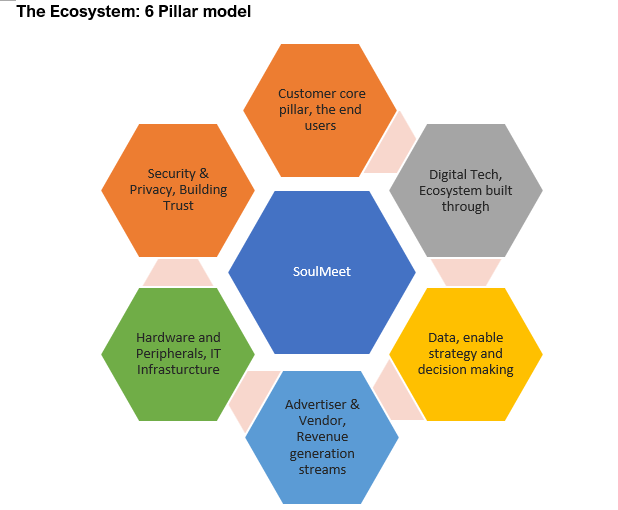 The Ecosystem: 6 Pillar model
Customer core
pillar, the end
users
Digital Tech,
Ecosystem built
through
Data, enable
strategy and
decision making
Advertiser &
Vendor,
Revenue
generation
streams
Hardware and
Peripherals, IT
Infrasturcture
Security &
Privacy, Building
Trust
SoulMeet